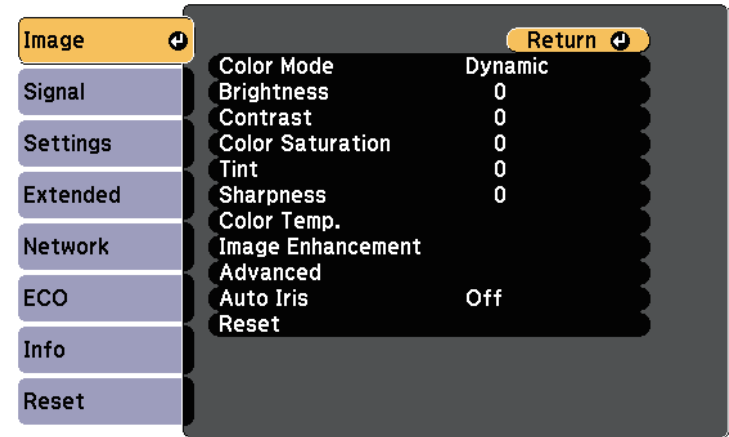 Image
Signal
Settings
Extended
Network
ECO
Info
Reset
Return
Color Mode Dynamic
Brightness 0
Contrast 0
Color Saturation 0
Tint 0
Sharpness 0
Color Temp.
Image Enhancement
Advanced
Auto Iris Off
Reset